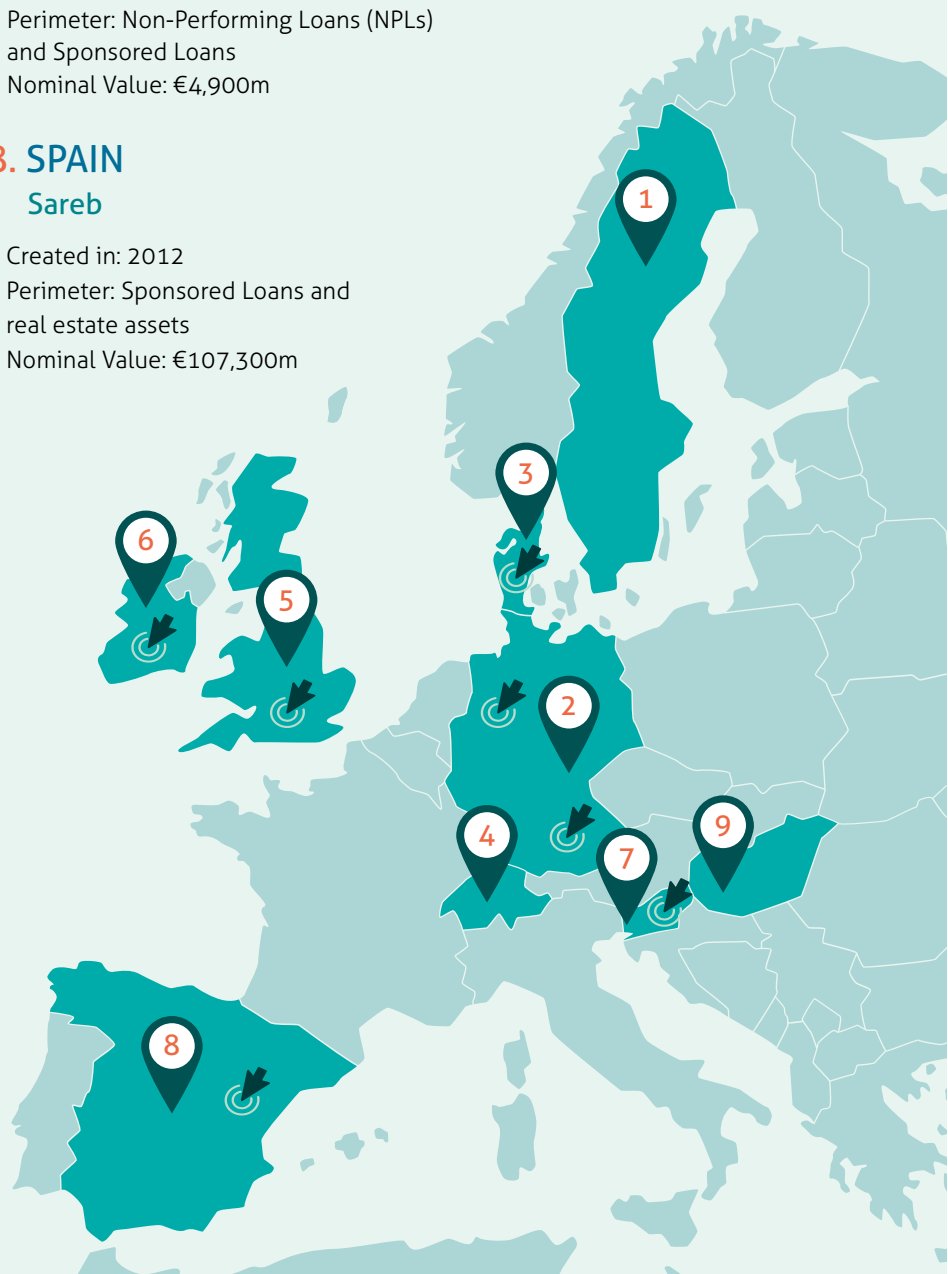 Perimeter: Non-Performing Loans (NPLs)
and Sponsored Loans
Nominal Value: €4,900m
8. SPAIN
Sareb
Created in: 2012
Perimeter: Sponsored Loans and
real estate assets
Nominal Value: €107,300m
1
3
6
5
2
4
7
9
8